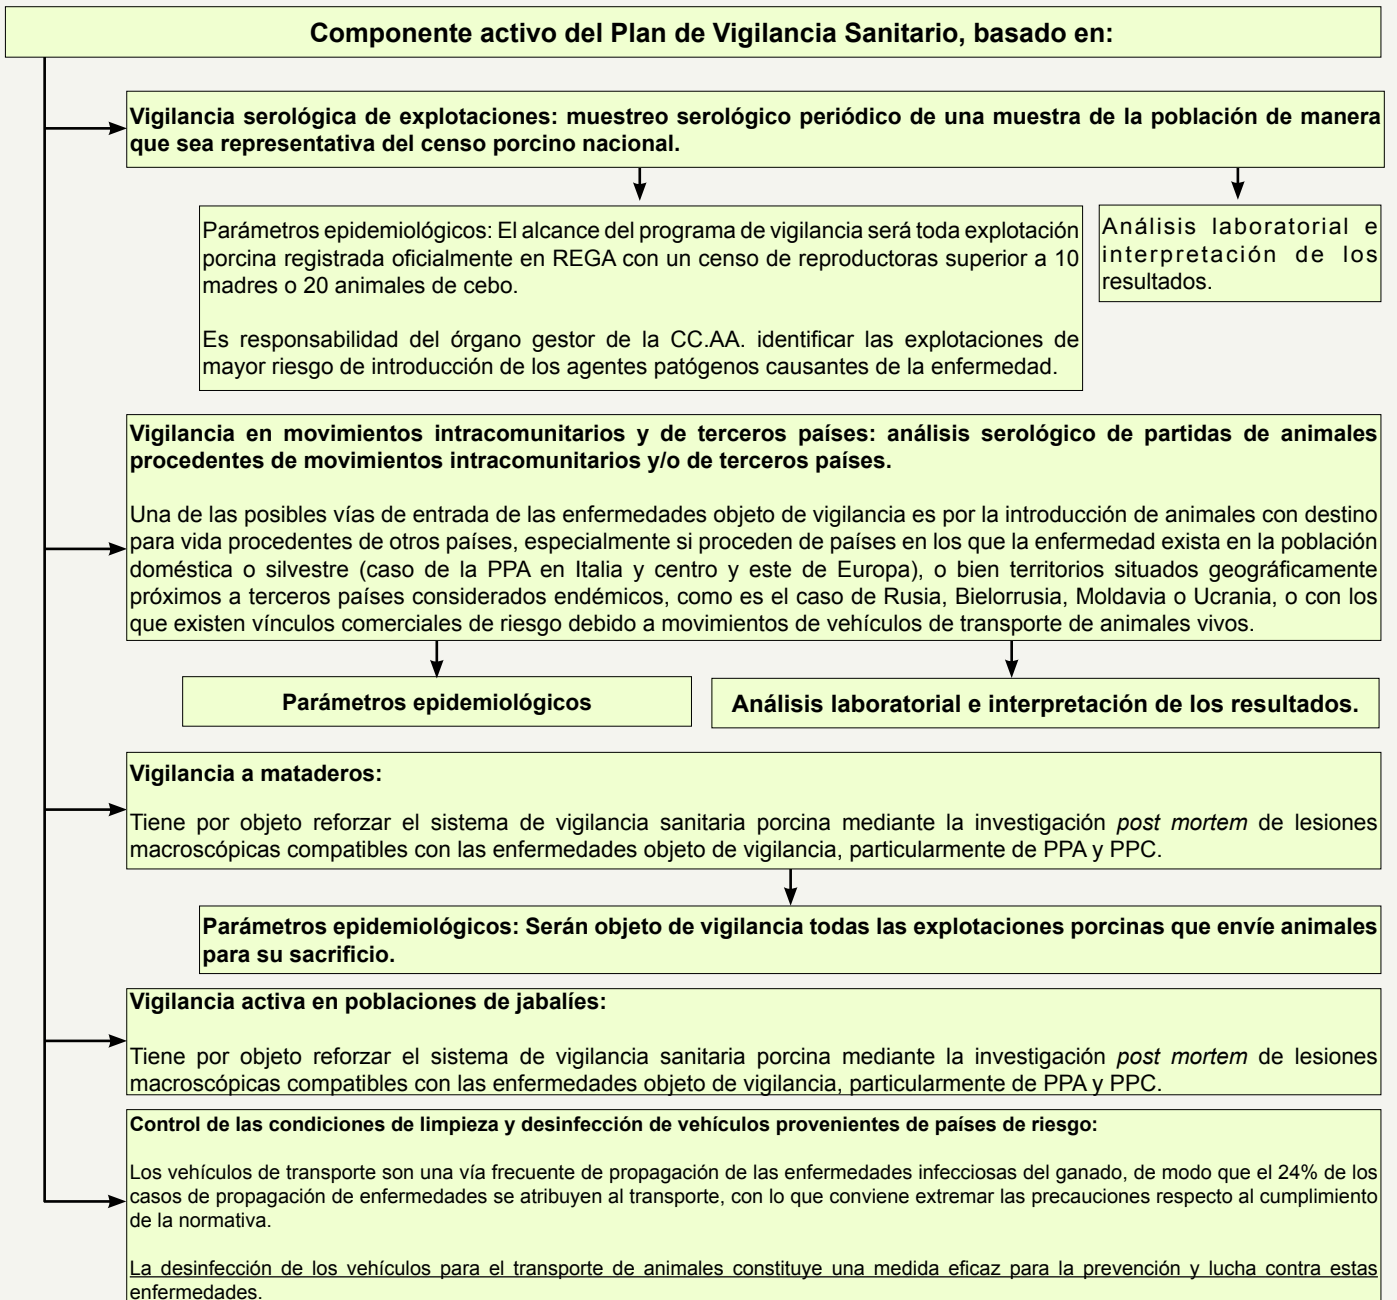 Componente activo del Plan de Vigilancia Sanitario, basado en:
Vigilancia serológica de explotaciones: muestreo serológico periódico de una muestra de la población de manera
que sea representativa del censo porcino nacional.
Parámetros epidemiológicos: El alcance del programa de vigilancia será toda explotación
porcina registrada oficialmente en REGA con un censo de reproductoras superior a 10
madres o 20 animales de cebo.
Es responsabilidad del órgano gestor de la CC.AA. identificar las explotaciones de
mayor riesgo de introducción de los agentes patógenos causantes de la enfermedad.
Análisis laboratorial e
interpretación de los
resultados.
Vigilancia en movimientos intracomunitarios y de terceros países: análisis serológico de partidas de animales
procedentes de movimientos intracomunitarios y/o de terceros países.
Una de las posibles vías de entrada de las enfermedades objeto de vigilancia es por la introducción de animales con destino
para vida procedentes de otros países, especialmente si proceden de países en los que la enfermedad exista en la población
doméstica o silvestre (caso de la PPA en Italia y centro y este de Europa), o bien territorios situados geográficamente
próximos a terceros países considerados endémicos, como es el caso de Rusia, Bielorrusia, Moldavia o Ucrania, o con los
que existen vínculos comerciales de riesgo debido a movimientos de vehículos de transporte de animales vivos.
Parámetros epidemiológicos
Análisis laboratorial e interpretación de los resultados.
Vigilancia a mataderos:
Tiene por objeto reforzar el sistema de vigilancia sanitaria porcina mediante la investigación post mortem de lesiones
macroscópicas compatibles con las enfermedades objeto de vigilancia, particularmente de PPA y PPC.
Parámetros epidemiológicos: Serán objeto de vigilancia todas las explotaciones porcinas que envíe animales
para su sacrificio.
Vigilancia activa en poblaciones de jabalíes:
Tiene por objeto reforzar el sistema de vigilancia sanitaria porcina mediante la investigación post mortem de lesiones
macroscópicas compatibles con las enfermedades objeto de vigilancia, particularmente de PPA y PPC.
Control de las condiciones de limpieza y desinfección de vehículos provenientes de países de riesgo:
Los vehículos de transporte son una vía frecuente de propagación de las enfermedades infecciosas del ganado, de modo que el 24% de los
casos de propagación de enfermedades se atribuyen al transporte, con lo que conviene extremar las precauciones respecto al cumplimiento
de la normativa.
La desinfección de los vehículos para el transporte de animales constituye una medida eficaz para la prevención y lucha contra estas
enfermedades.